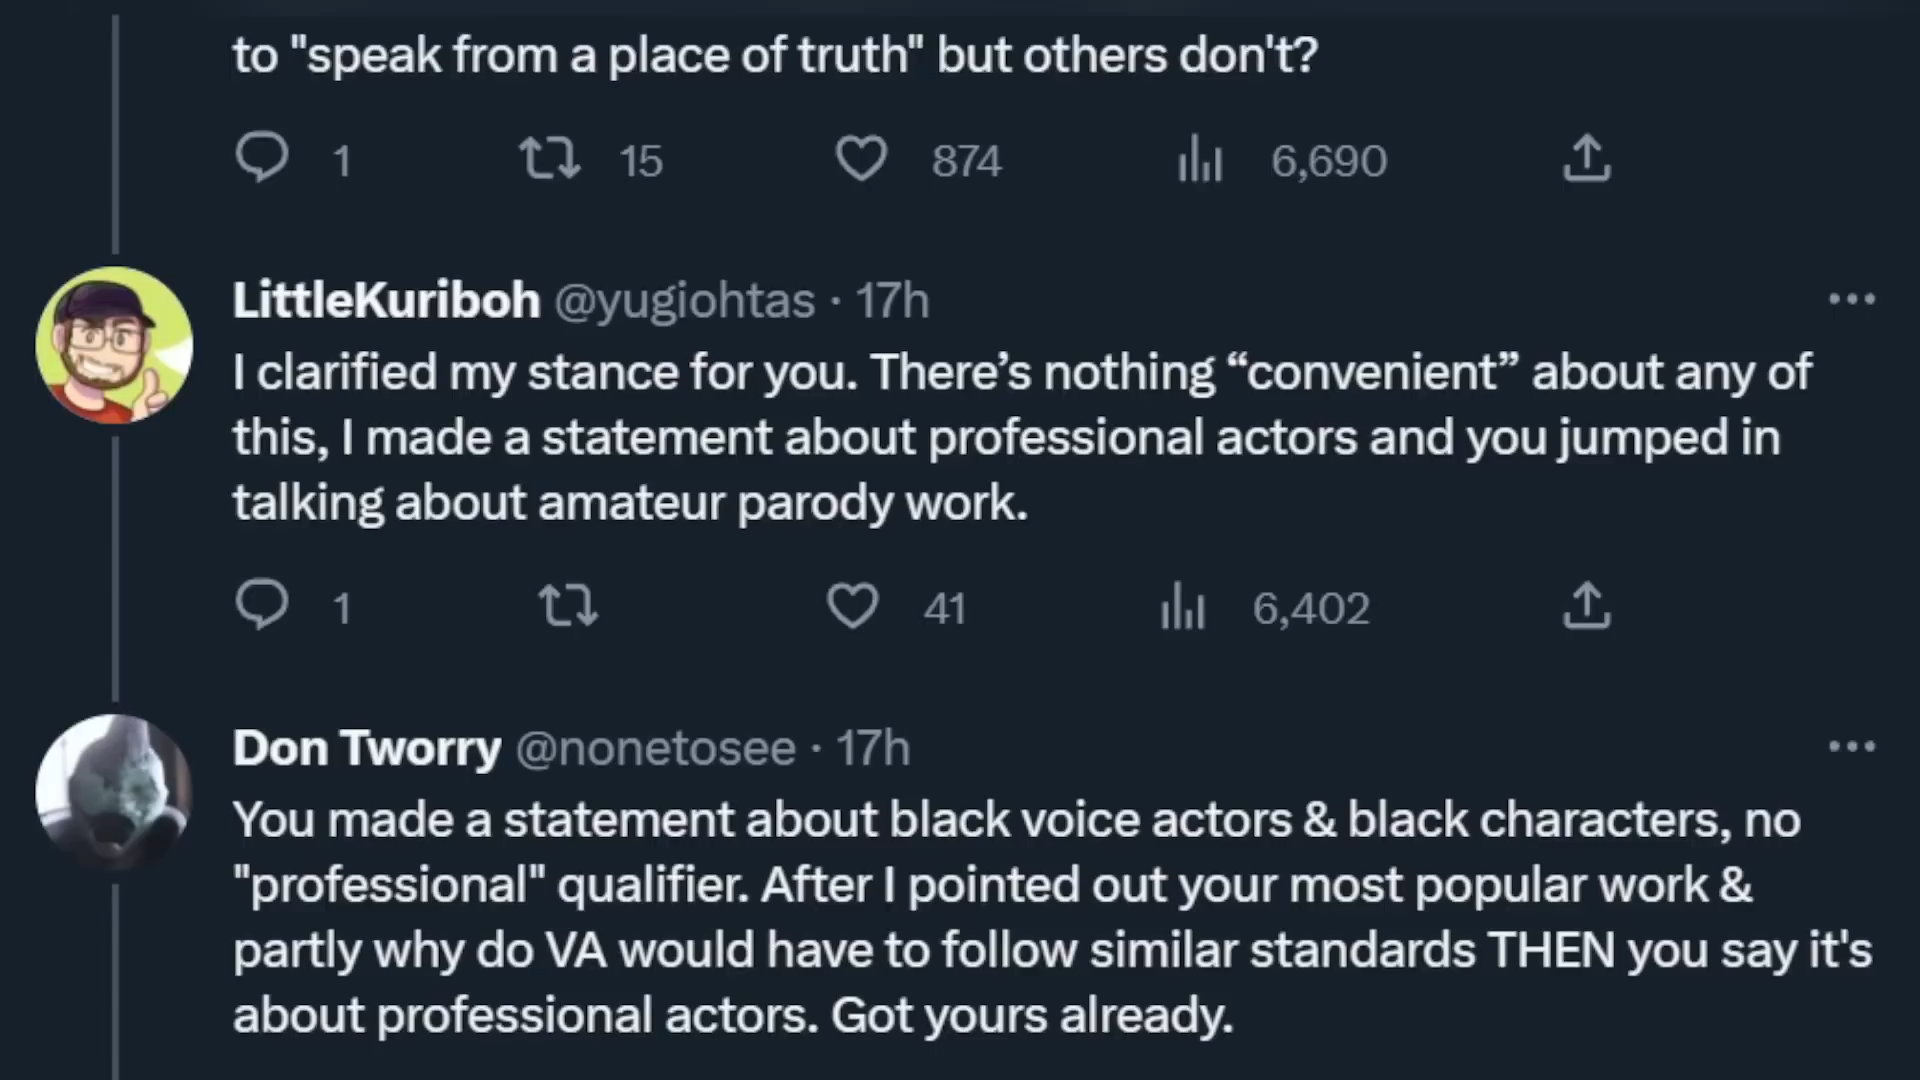 to "speak from a place of truth" but others don't?
1 15 874 6,690
LittleKuriboh @yugiohtas · 17h
I clarified my stance for you. There’s nothing “convenient” about any of
this, I made a statement about professional actors and you jumped in
talking about amateur parody work.
1 41 6,402
Don Tworry @nonetosee · 17h
You made a statement about black voice actors & black characters, no
"professional" qualifier. After I pointed out your most popular work &
partly why do VA would have to follow similar standards THEN you say it's
about professional actors. Got yours already.